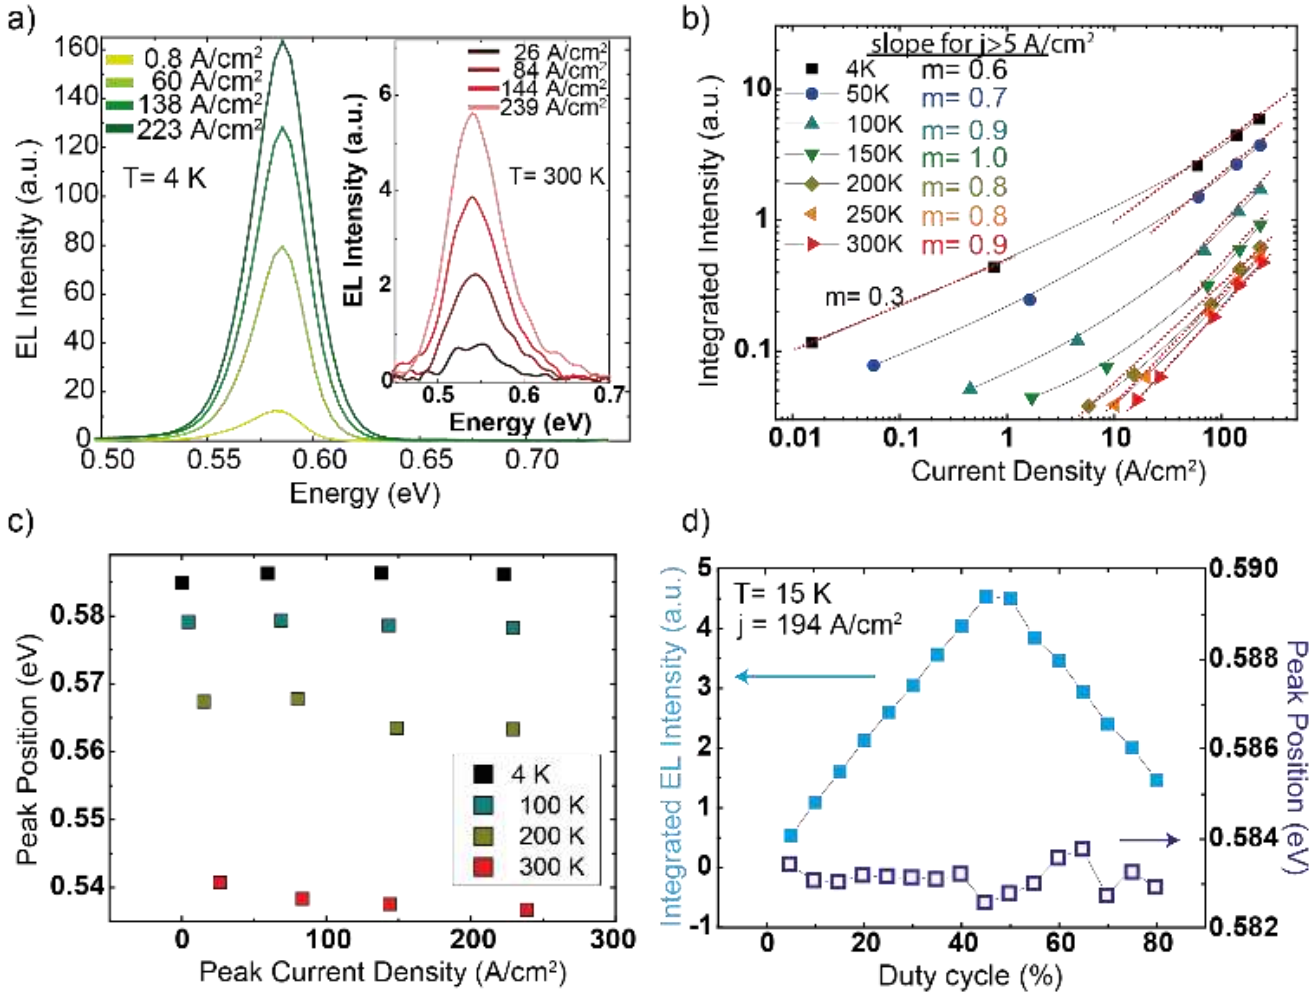 a)
EL Intensity (a.u.)
160
140
120
100
80
60
40
20
0
0.8 A/cm²
60 A/cm²
138 A/cm²
223 A/cm²
T= 4 K
0.50
0.55
0.60
0.65
0.70
Energy (eV)
EL Intensity (a.u.)
6
4
2
0
26 A/cm²
84 A/cm²
144 A/cm²
239 A/cm²
T= 300 K
0.5
0.6
0.7
Energy (eV)
b)
Integrated Intensity (a.u.)
10
1
0.1
slope for j>5 A/cm²
4K m= 0.6
50K m= 0.7
100K m= 0.9
150K m= 1.0
200K m= 0.8
250K m= 0.8
300K m= 0.9
m= 0.3
0.01
0.1
1
10
100
Current Density (A/cm²)
c)
Peak Position (eV)
0.58
0.57
0.56
0.55
0.54
4 K
100 K
200 K
300 K
0
100
200
300
Peak Current Density (A/cm²)
d)
Integrated EL Intensity (a.u.)
5
4
3
2
1
0
-1
T= 15 K
j = 194 A/cm²
0.590
0.588
0.586
0.584
0.582
Peak Position (eV)
0
20
40
60
80
Duty cycle (%)